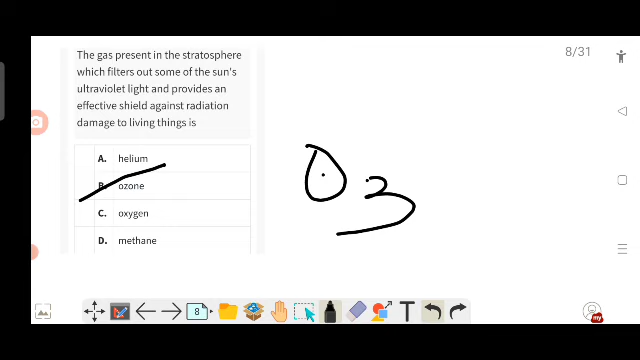 8/31
The gas present in the stratosphere
which filters out some of the sun's
ultraviolet light and provides an
effective shield against radiation
damage to living things is
A. helium
B. ozone
C. oxygen
D. methane
O3
8
T
my